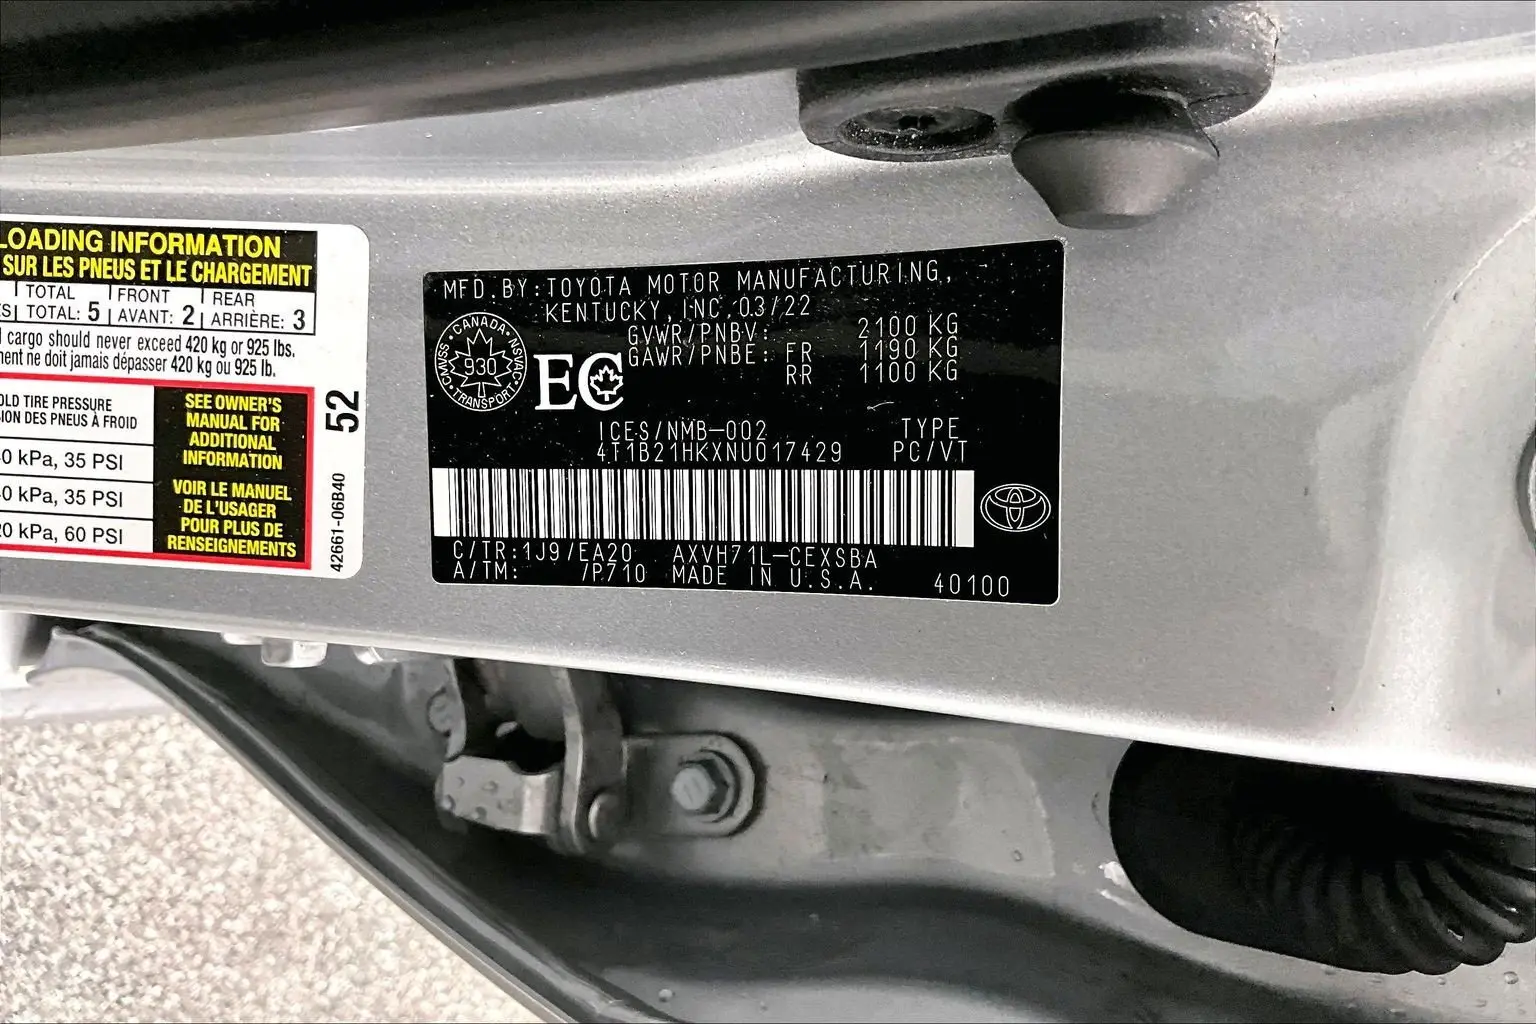 LOADING INFORMATION
SUR LES PNEUS ET LE CHARGEMENT
TOTAL FRONT REAR
TOTAL: 5 AVANT: 2 ARRIÈRE: 3
cargo should never exceed 420 kg or 925 lbs.
ne doit jamais dépasser 420 kg ou 925 lb.
TIRE PRESSURE
DES PNEUS À FROID
kPa, 35 PSI
kPa, 35 PSI
kPa, 60 PSI
SEE OWNER'S
MANUAL FOR
ADDITIONAL
INFORMATION
VOIR LE MANUEL
DE L'USAGER
POUR PLUS DE
RENSEIGNEMENTS
52
42661-06B40
MFD.BY:TOYOTA MOTOR MANUFACTURING,
KENTUCKY, INC.03/22
GVWR/PNBV: 2100 KG
GAWR/PNBE: FR 1190 KG
RR 1100 KG
CANADA
930
CMVSS NSVAC
TRANSPORT
EC
ICES/NMB-002 TYPE
4T1B21HKXNU017429 PC/VT
C/TR:1J9/EA20 AXVH71L-CEXSBA
A/TM: /P710 MADE IN U.S.A. 40100